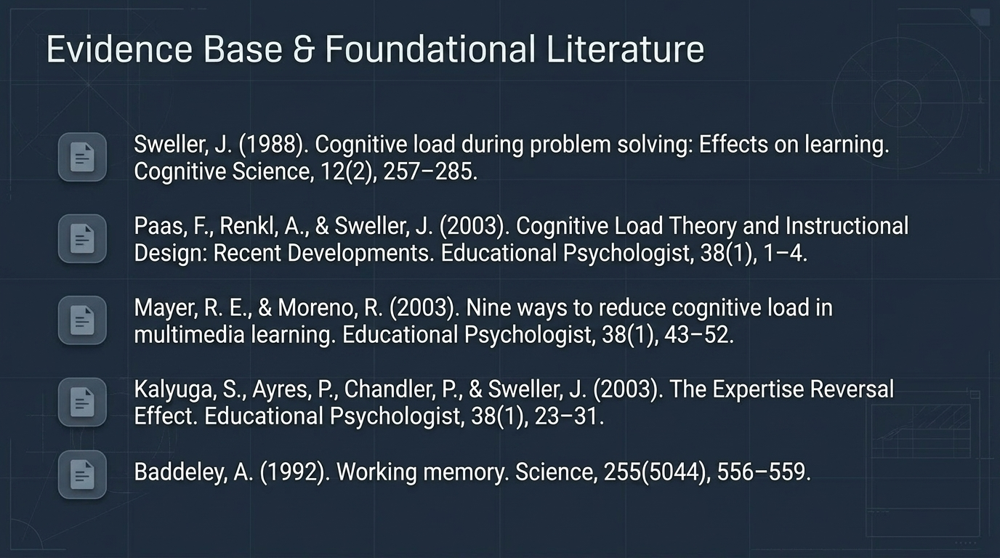 Evidence Base & Foundational Literature
Sweller, J. (1988). Cognitive load during problem solving: Effects on learning.
Cognitive Science, 12(2), 257–285.
Paas, F., Renkl, A., & Sweller, J. (2003). Cognitive Load Theory and Instructional
Design: Recent Developments. Educational Psychologist, 38(1), 1–4.
Mayer, R. E., & Moreno, R. (2003). Nine ways to reduce cognitive load in
multimedia learning. Educational Psychologist, 38(1), 43–52.
Kalyuga, S., Ayres, P., Chandler, P., & Sweller, J. (2003). The Expertise Reversal
Effect. Educational Psychologist, 38(1), 23–31.
Baddeley, A. (1992). Working memory. Science, 255(5044), 556–559.